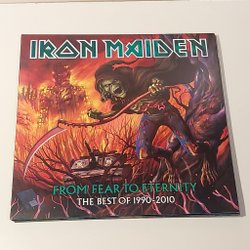 IRON MAIDEN
FROM FEAR TO ETERNITY
THE BEST OF 1990-2010